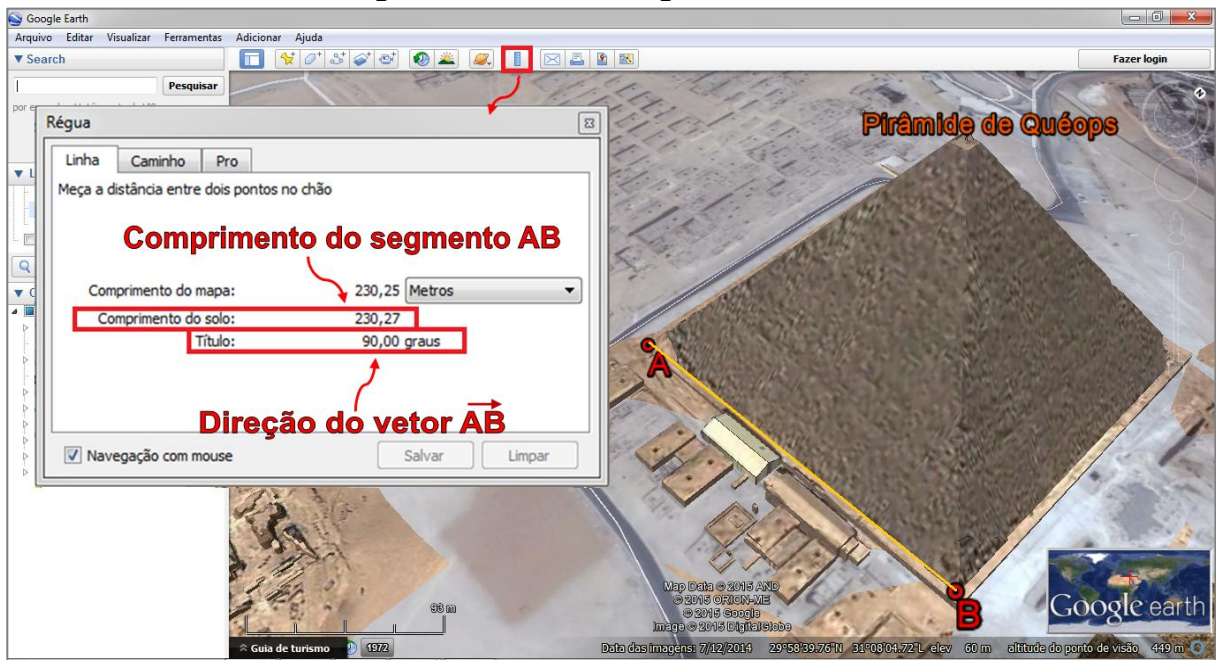 Google Earth
Arquivo Editar Visualizar Ferramentas Adicionar Ajuda
Search
Fazer login
Pesquisar
Pirâmide de Quéops
Régua
Linha Caminho Pro
Meça a distância entre dois pontos no chão
Comprimento do segmento AB
Comprimento do mapa: 230,25 Metros
Comprimento do solo: 230,27
Título: 90,00 graus
Direção do vetor AB
Navegação com mouse Salvar Limpar
A
B
93 m
Map Data © 2015 AND
© 2015 ORION-ME
© 2015 Google
Image © 2015 DigitalGlobe
Google earth
Guia de turismo 1972
Data das imagens: 7/12/2014 29°58'39.76"N 31°08'04.72"L elev 60 m altitude do ponto de visão 449 m